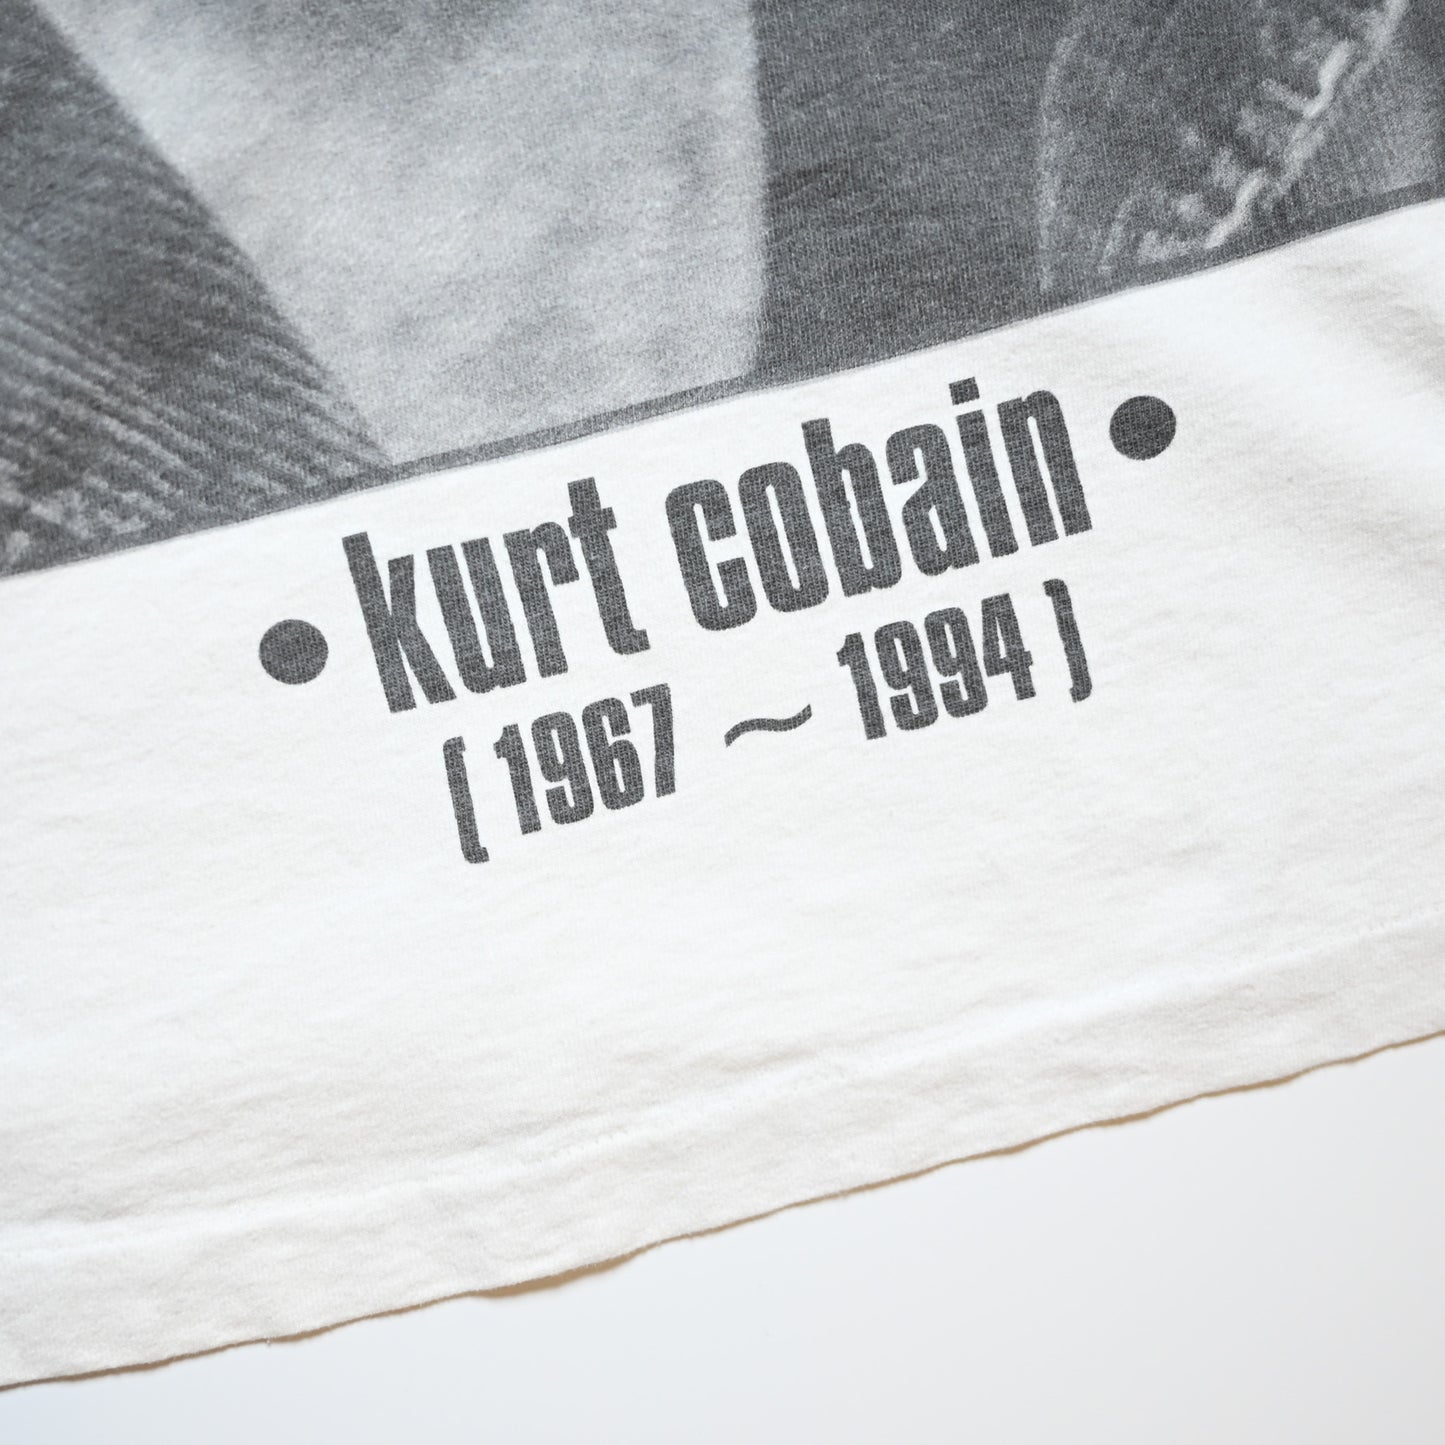 • kurt cobain •
[ 1967 ~ 1994 ]